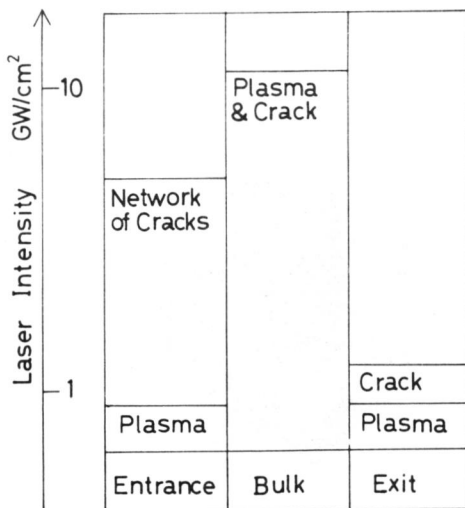 Laser Intensity GW/cm²
10
1
Plasma
& Crack
Network
of Cracks
Crack
Plasma
Plasma
Entrance
Bulk
Exit